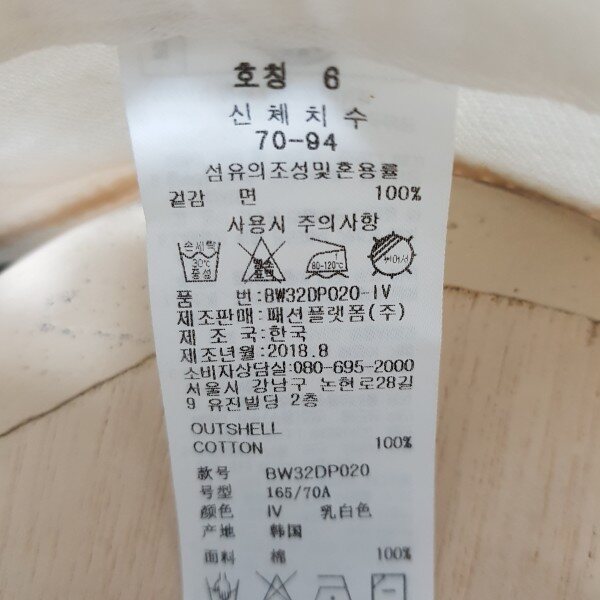 호칭 6
신체치수
70-94
섬유의조성및혼용률
겉감 면 100%
사용시 주의사항
손세탁
30℃
중성
염소
표백
80-120℃
품 번:BW32DP020-IV
제조판매:패션플랫폼(주)
제 조 국:한국
제조년월:2018.8
소비자상담실:080-695-2000
서울시 강남구 논현로28길
9 유진빌딩 2층
OUTSHELL
COTTON 100%
款号 BW32DP020
号型 165/70A
颜色 IV 乳白色
产地 韩国
面料 棉 100%